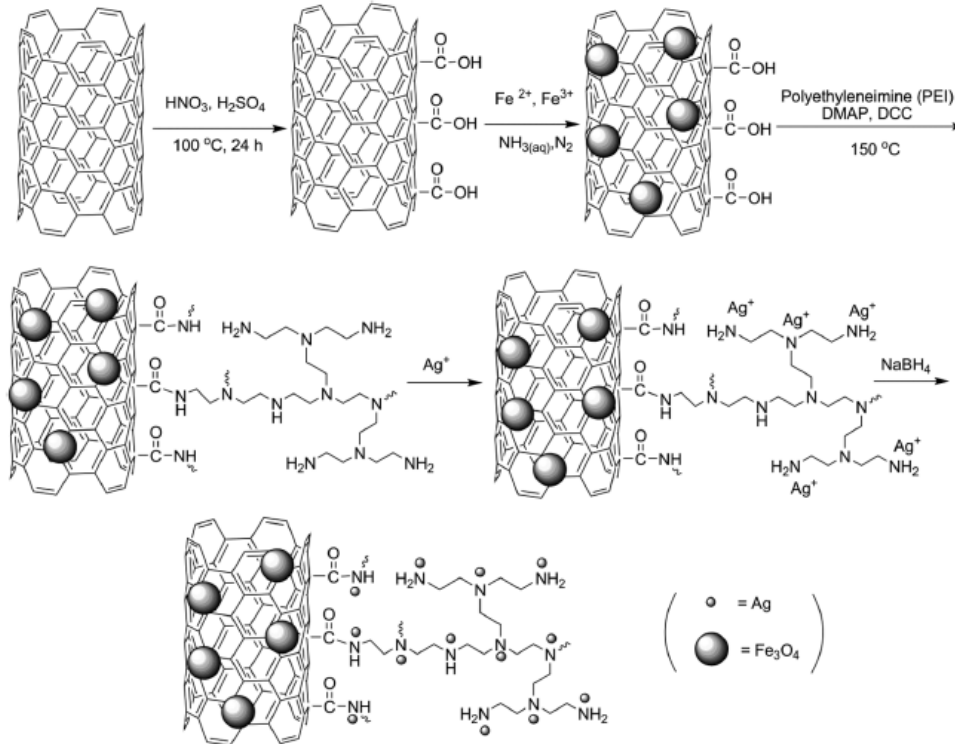 O
C-OH
O
C-OH
O
C-OH
HNO3, H2SO4
100 °C, 24 h
Fe 2+, Fe3+
NH3(aq),N2
O
C-OH
O
C-OH
O
C-OH
Polyethyleneimine (PEI)
DMAP, DCC
150 °C
O
C-NH
O
C-N
H
O
C-NH
H2N
N
NH2
N
N
H
N
N
N
H2N
NH2
Ag+
O
C-NH
O
C-N
H
O
C-NH
Ag+
Ag+
Ag+
H2N
N
NH2
N
N
H
N
N
N
Ag+
H2N
NH2
Ag+
NaBH4
O
C-NH
O
C-N
H
O
C-NH
H2N
N
NH2
N
N
H
N
N
N
H2N
NH2
= Ag
= Fe3O4